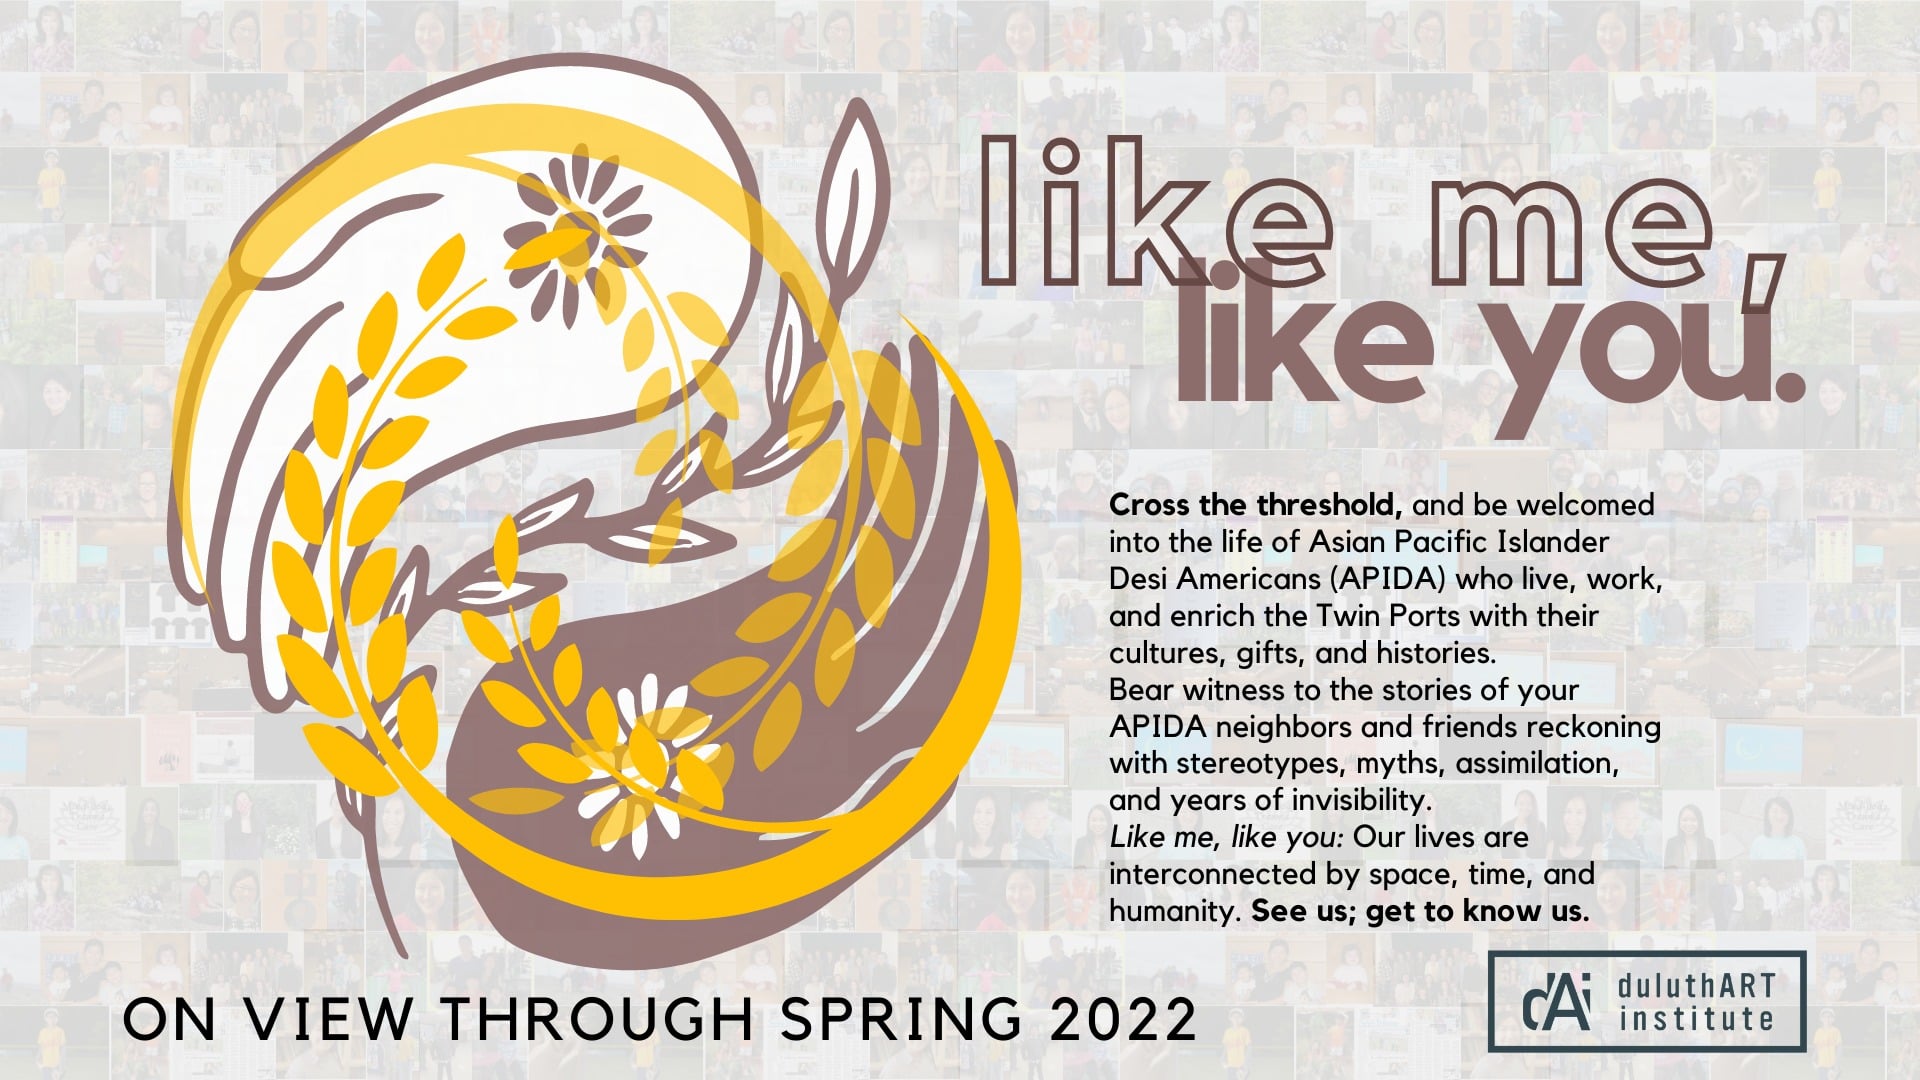 like me,
like you.
Cross the threshold, and be welcomed
into the life of Asian Pacific Islander
Desi Americans (APIDA) who live, work,
and enrich the Twin Ports with their
cultures, gifts, and histories.
Bear witness to the stories of your
APIDA neighbors and friends reckoning
with stereotypes, myths, assimilation,
and years of invisibility.
Like me, like you: Our lives are
interconnected by space, time, and
humanity. See us; get to know us.
ON VIEW THROUGH SPRING 2022
dAi
duluthART
institute